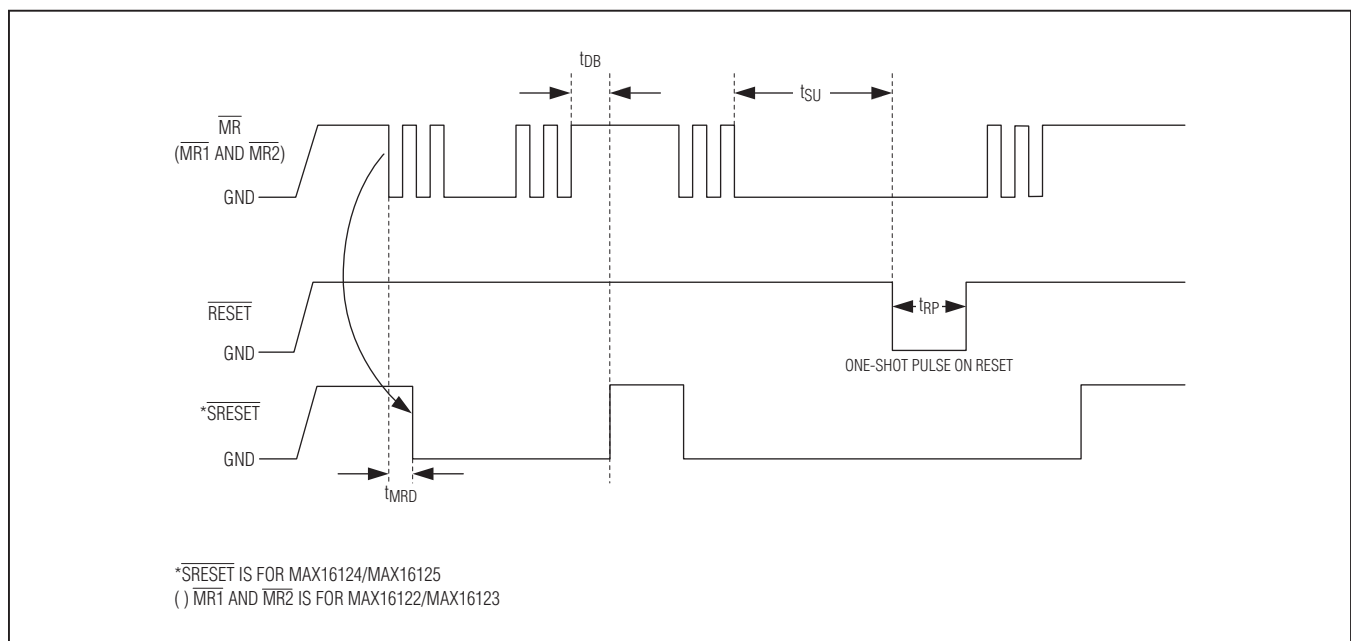 tDB
tSU
MR
(MR1 AND MR2)
GND
RESET
GND
tRP
ONE-SHOT PULSE ON RESET
*SRESET
GND
tMRD
*SRESET IS FOR MAX16124/MAX16125
( ) MR1 AND MR2 IS FOR MAX16122/MAX16123